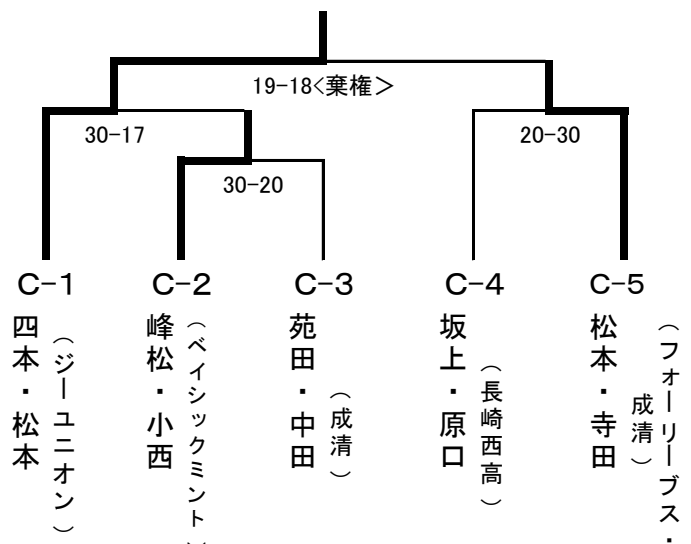 19-18<棄権>
30-17
20-30
30-20
C-1
C-2
C-3
C-4
C-5
四本・松本
（ジーユニオン）
峰松・小西
（ベイシックミント）
苑田・中田
（成清）
坂上・原口
（長崎西高）
松本・寺田
（フォーリーブス・
成清）